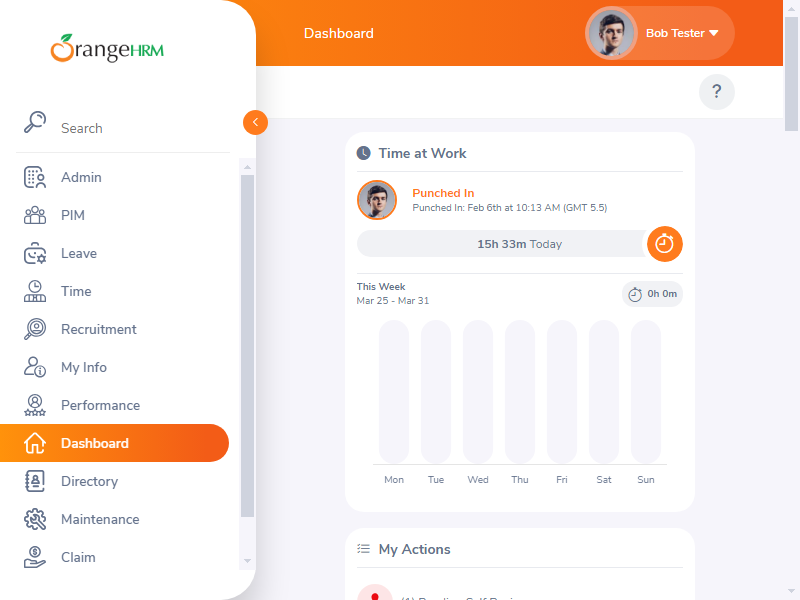 OrangeHRM
Search
Admin
PIM
Leave
Time
Recruitment
My Info
Performance
Dashboard
Directory
Maintenance
Claim
Dashboard
Bob Tester
?
Time at Work
Punched In
Punched In: Feb 6th at 10:13 AM (GMT 5.5)
15h 33m Today
This Week
Mar 25 - Mar 31
0h 0m
Mon Tue Wed Thu Fri Sat Sun
My Actions